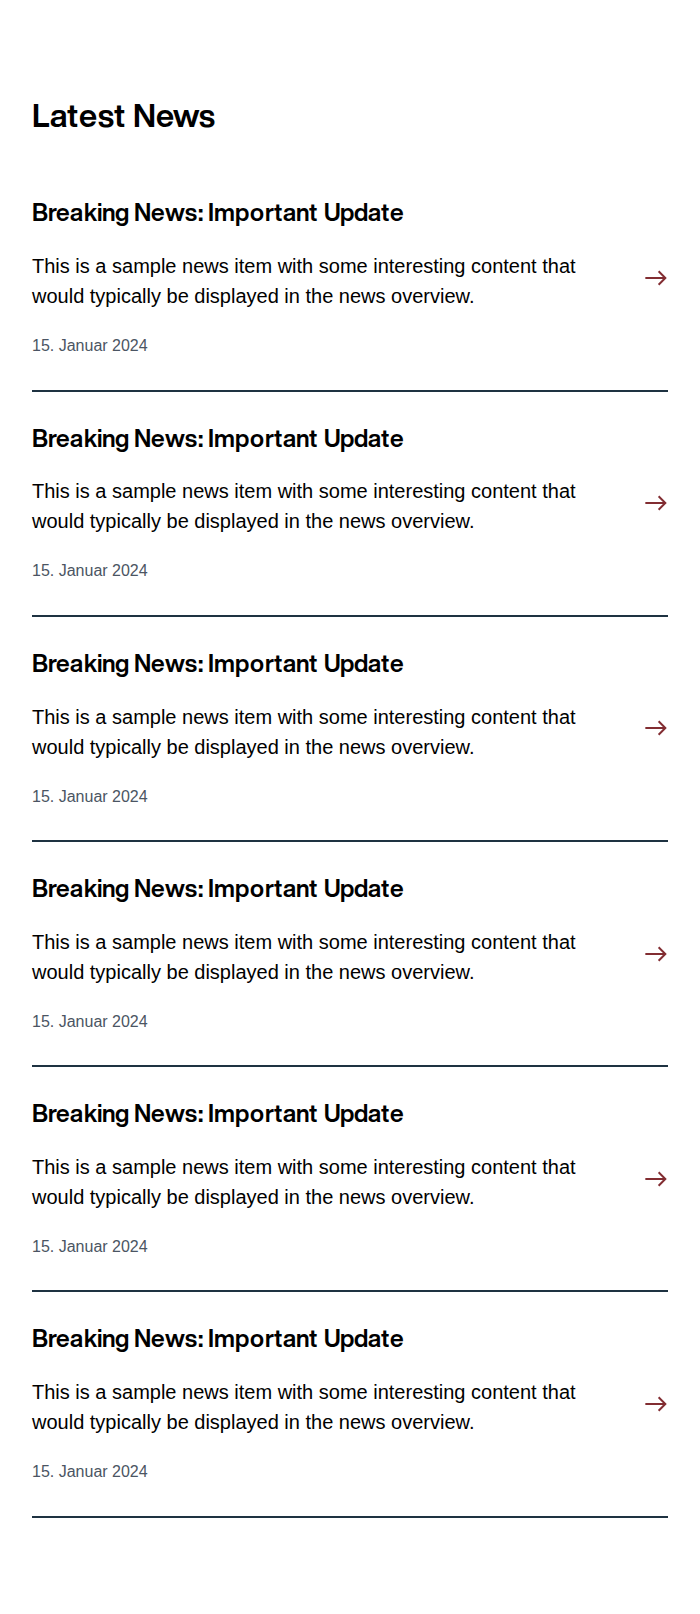 Latest News
Breaking News: Important Update
This is a sample news item with some interesting content that
would typically be displayed in the news overview.
15. Januar 2024
Breaking News: Important Update
This is a sample news item with some interesting content that
would typically be displayed in the news overview.
15. Januar 2024
Breaking News: Important Update
This is a sample news item with some interesting content that
would typically be displayed in the news overview.
15. Januar 2024
Breaking News: Important Update
This is a sample news item with some interesting content that
would typically be displayed in the news overview.
15. Januar 2024
Breaking News: Important Update
This is a sample news item with some interesting content that
would typically be displayed in the news overview.
15. Januar 2024
Breaking News: Important Update
This is a sample news item with some interesting content that
would typically be displayed in the news overview.
15. Januar 2024